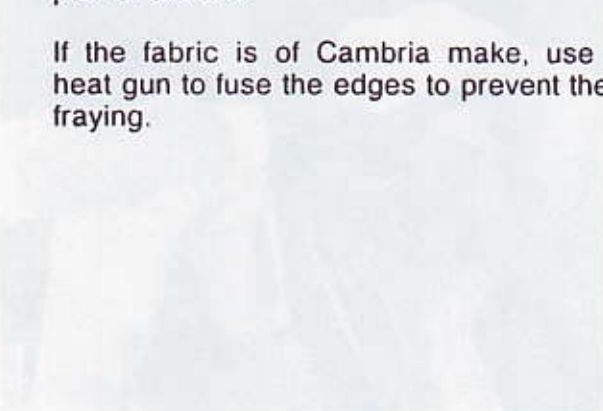 If the fabric is of Cambria make, use
heat gun to fuse the edges to prevent the
fraying.